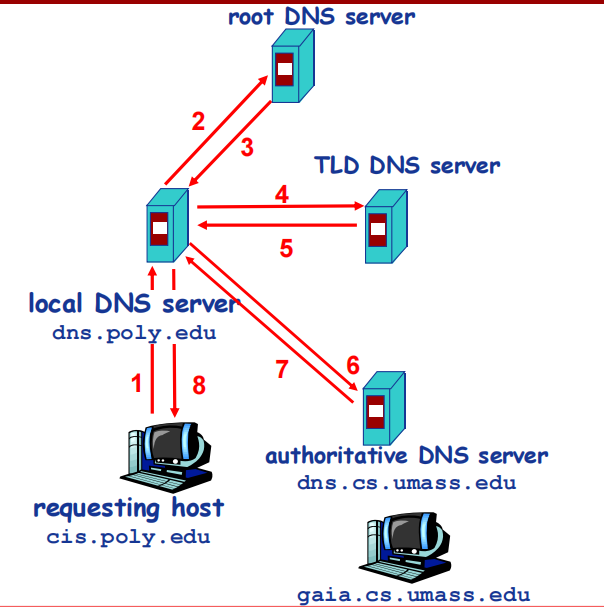 root DNS server
2
3
TLD DNS server
4
5
local DNS server
dns.poly.edu
1
8
7
6
authoritative DNS server
dns.cs.umass.edu
requesting host
cis.poly.edu
gaia.cs.umass.edu